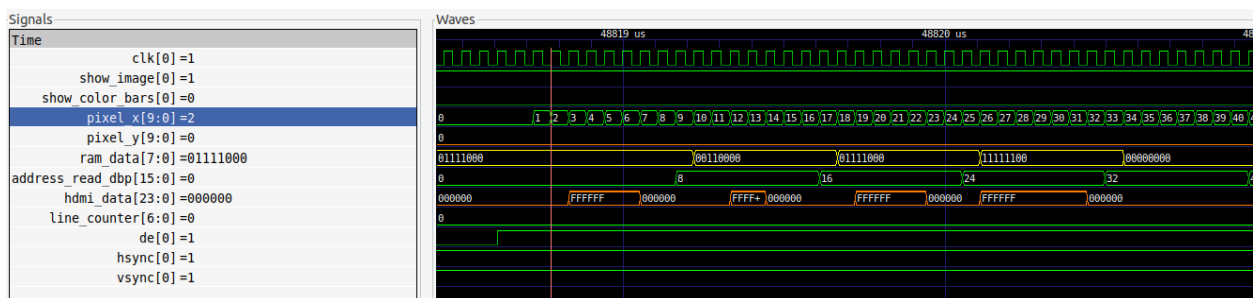 Signals
Waves
Time
48819 us 48820 us 48
clk[0] =1
show_image[0] =1
show_color_bars[0] =0
pixel_x[9:0] =2 0 1 2 3 4 5 6 7 8 9 10 11 12 13 14 15 16 17 18 19 20 21 22 23 24 25 26 27 28 29 30 31 32 33 34 35 36 37 38 39 40 4
pixel_y[9:0] =0 0
ram_data[7:0] =01111000 01111000 00110000 01111000 11111100 00000000
address_read_dbp[15:0] =0 0 8 16 24 32 4
hdmi_data[23:0] =000000 000000 FFFFFF 000000 FFFF+ 000000 FFFFFF 000000 FFFFFF 000000
line_counter[6:0] =0 0
de[0] =1
hsync[0] =1
vsync[0] =1